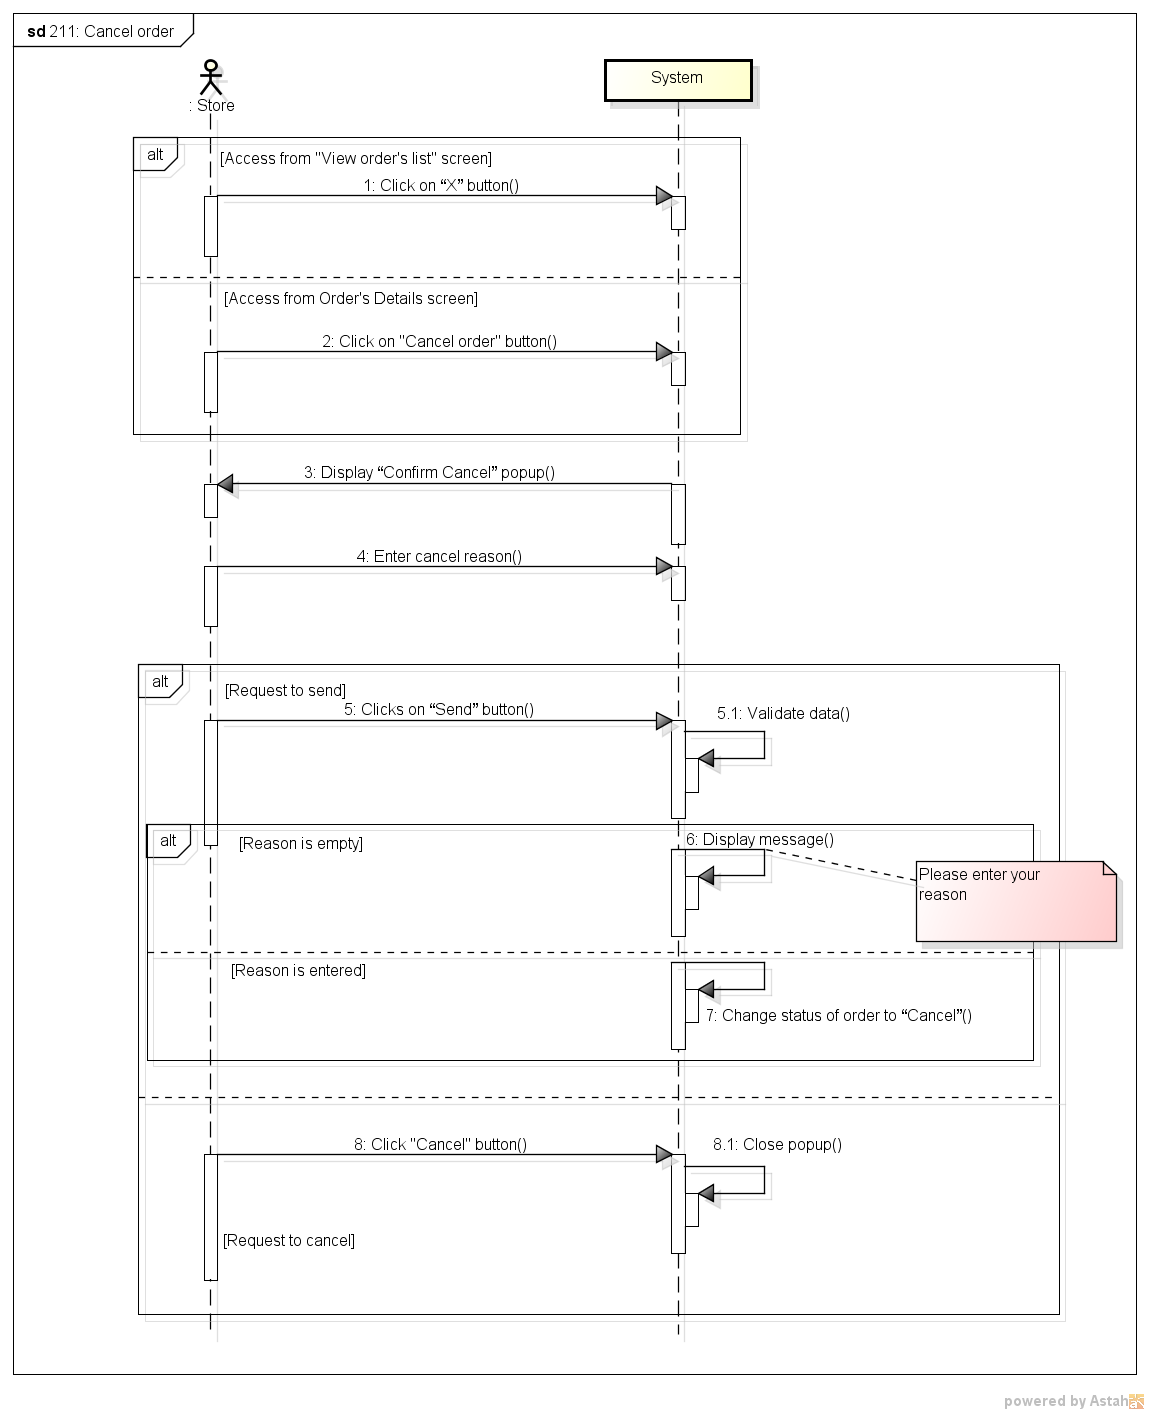 sd 211: Cancel order
: Store
System
alt
[Access from "View order's list" screen]
1: Click on “X” button()
[Access from Order's Details screen]
2: Click on "Cancel order" button()
3: Display “Confirm Cancel” popup()
4: Enter cancel reason()
alt
[Request to send]
5: Clicks on “Send” button()
5.1: Validate data()
alt
[Reason is empty]
6: Display message()
Please enter your
reason
[Reason is entered]
7: Change status of order to “Cancel”()
8: Click "Cancel" button()
8.1: Close popup()
[Request to cancel]
powered by Astah